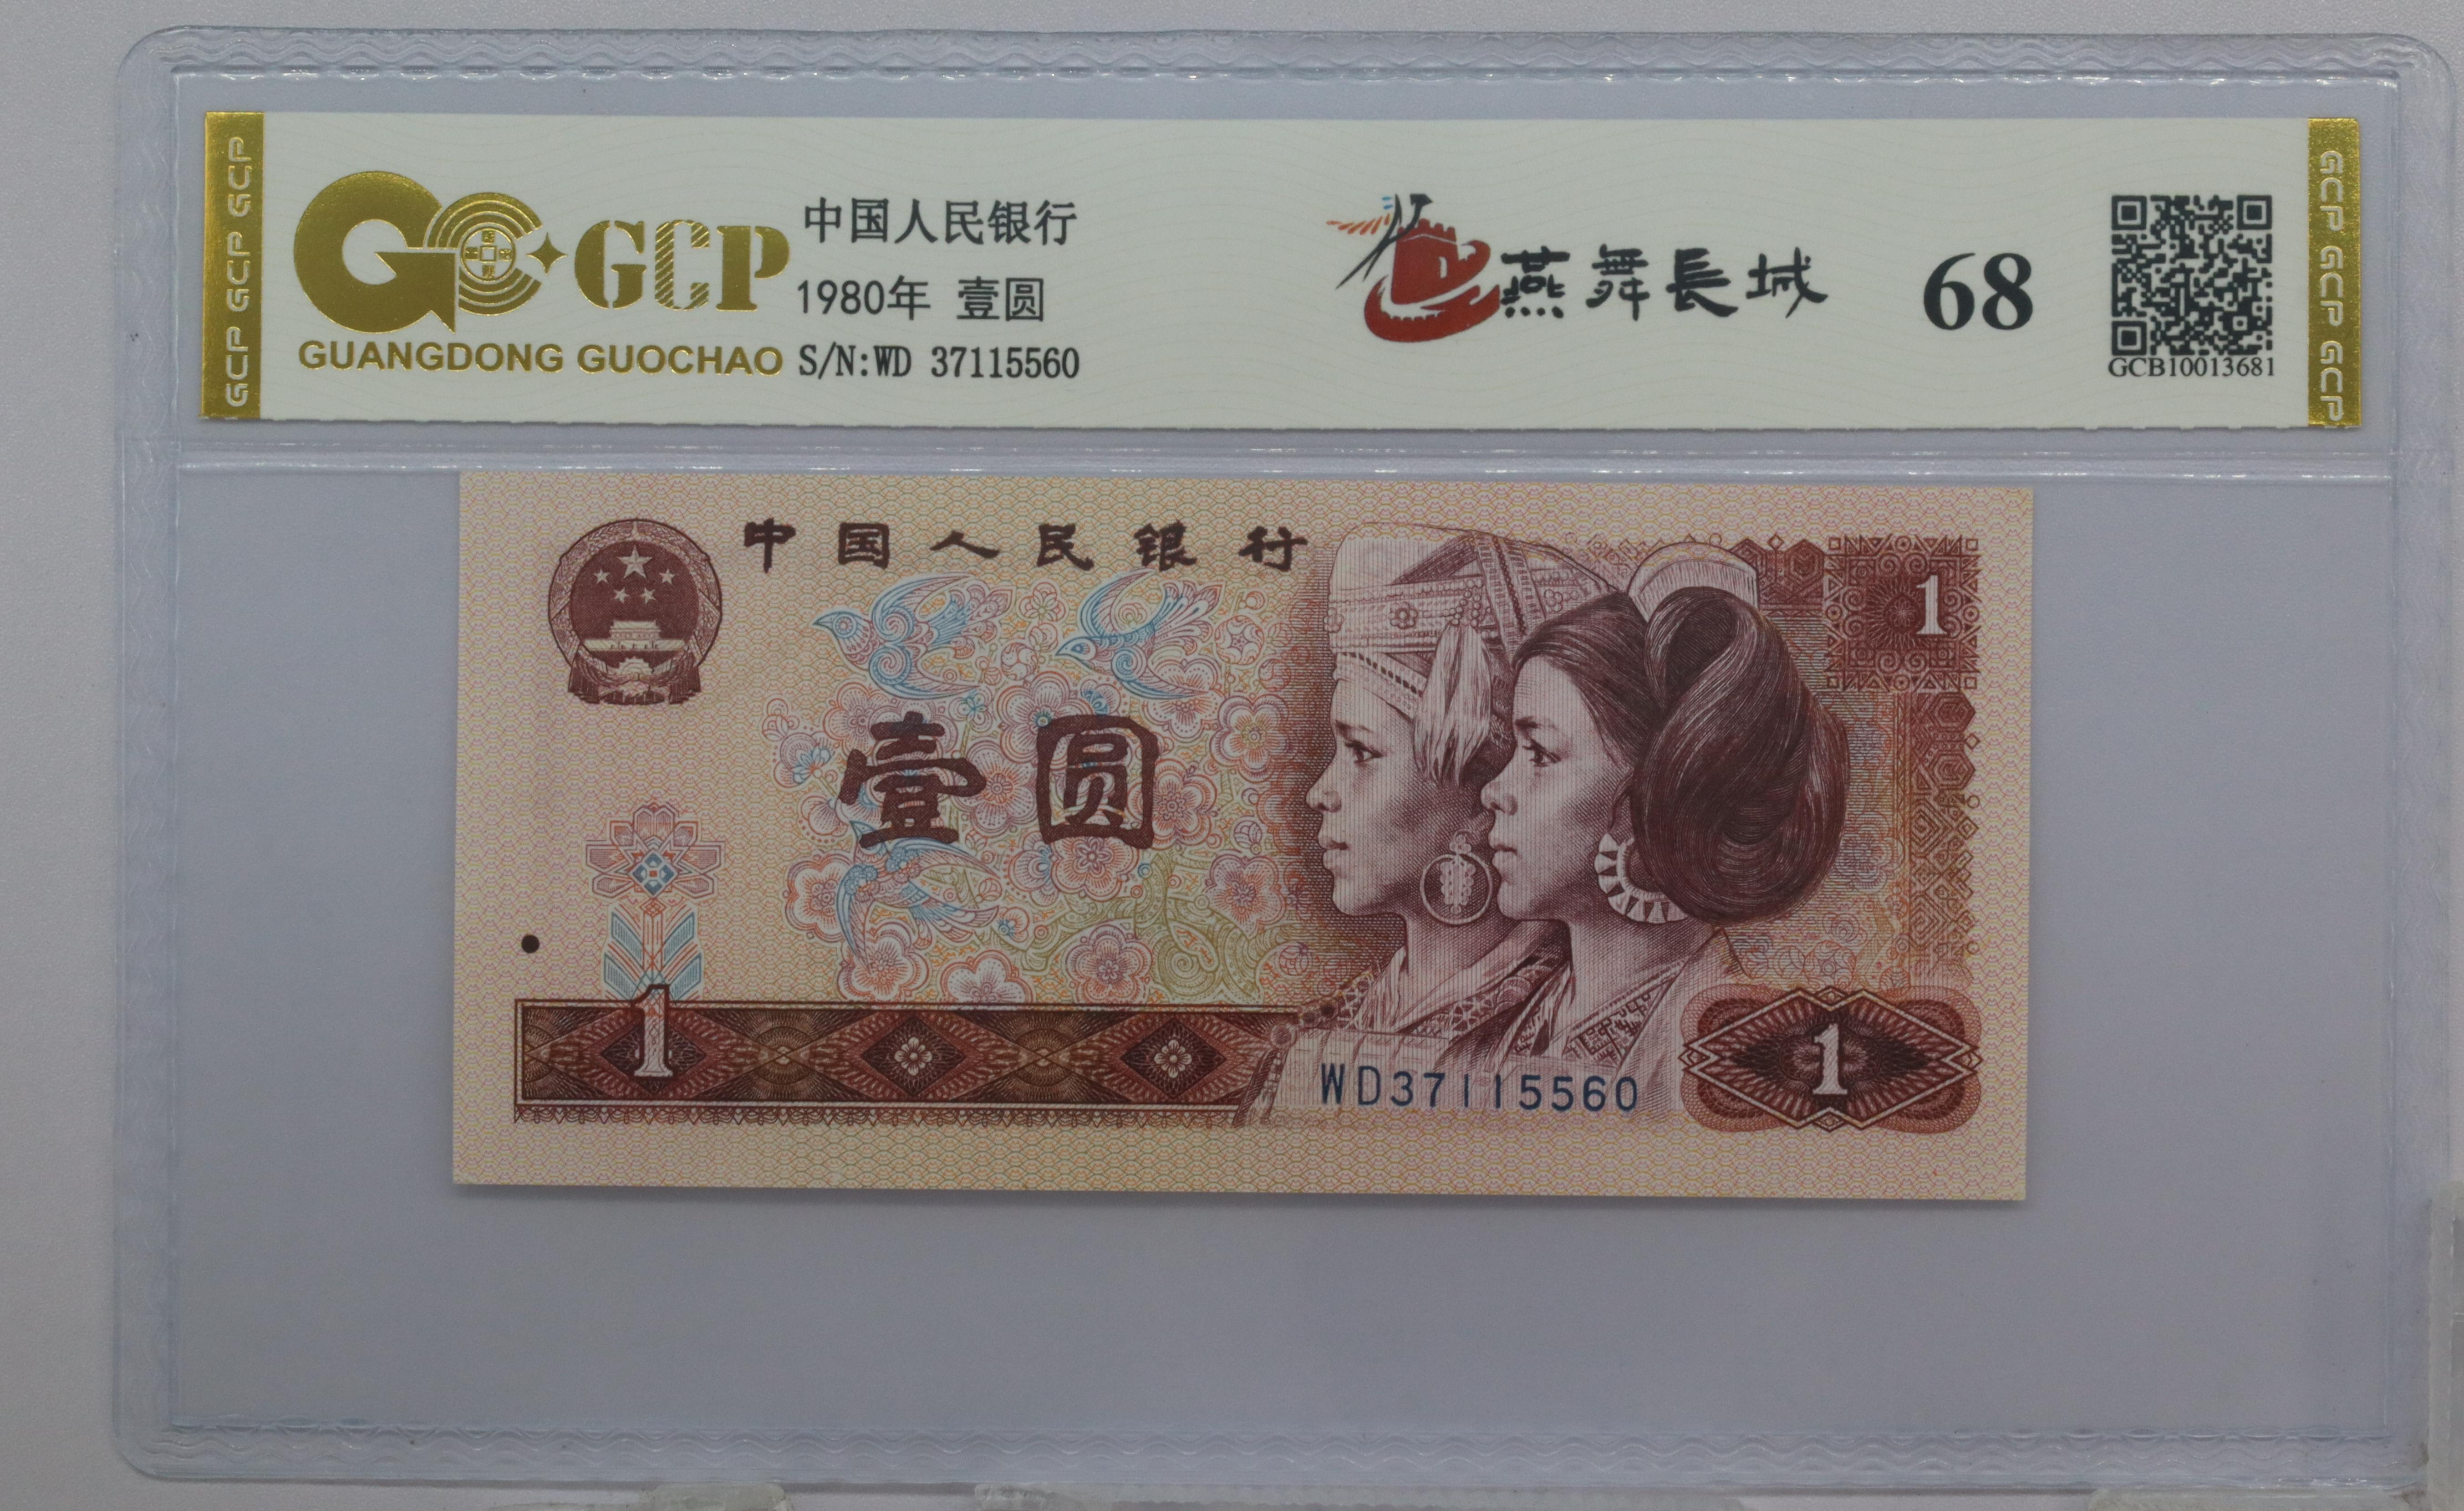 GCP GCP GCP
GCP
GUANGDONG GUOCHAO
中国人民银行
1980年 壹圆
S/N:WD 37115560
燕舞長城
68
GCB10013681
GCP GCP GCP GCP
中国人民银行
1
壹圆
1
WD37115560
1